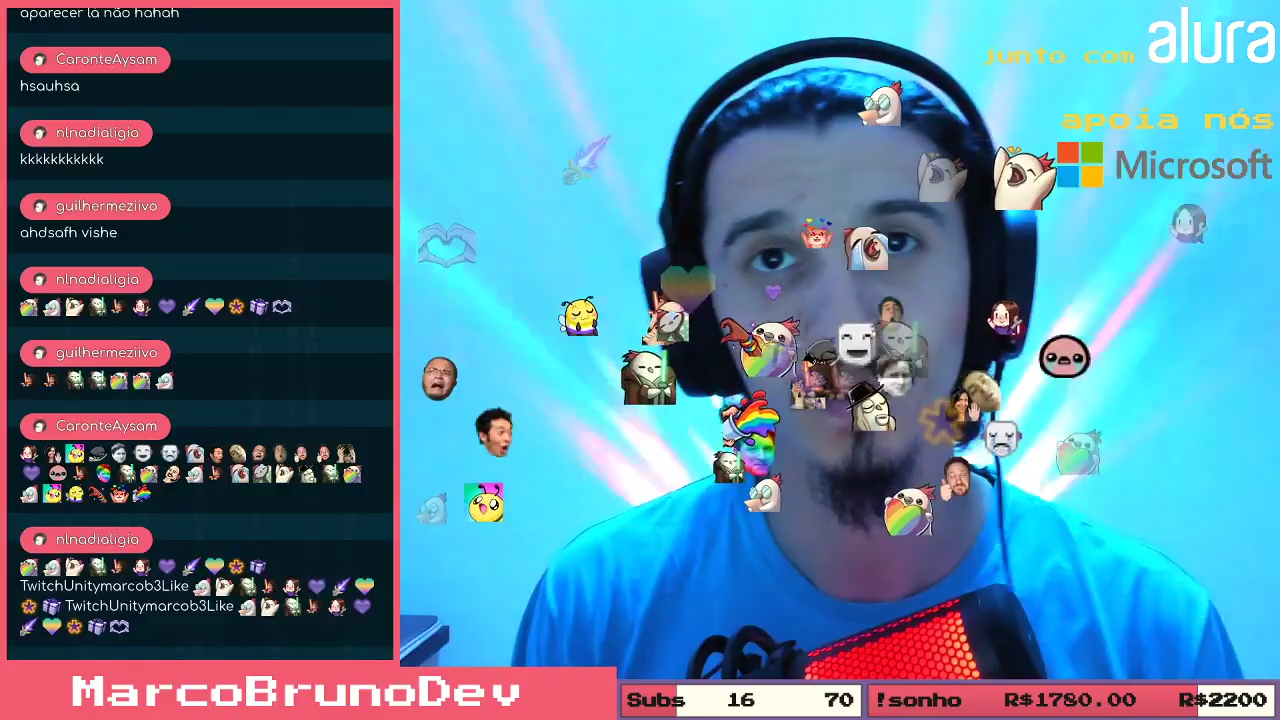 aparecer lá não hahah
CaronteAysam
hsauhsa
nlnadialigia
kkkkkkkkkkk
guilhermeziivo
ahdsafh vishe
nlnadialigia
guilhermeziivo
CaronteAysam
nlnadialigia
TwitchUnitymarcob3Like
TwitchUnitymarcob3Like
junto com alura
apoia nós
Microsoft
MarcoBrunoDev
Subs 16 70
!sonho R$1780.00 R$2200